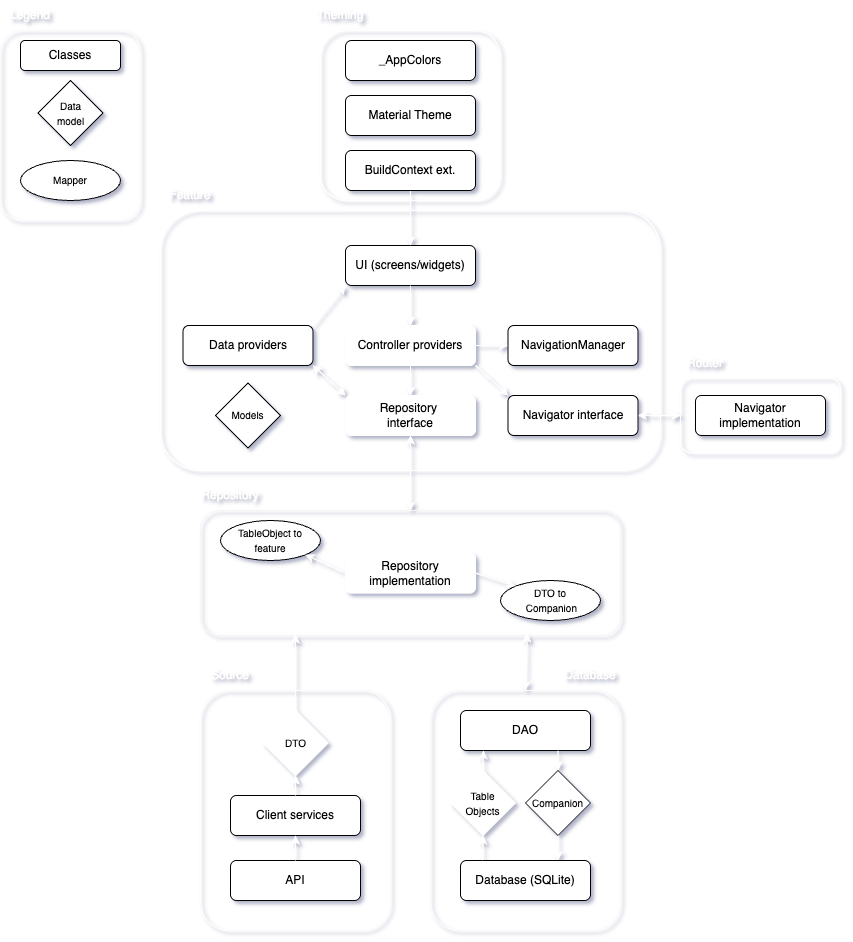 Legend
Classes
Data
model
Mapper
Theming
_AppColors
Material Theme
BuildContext ext.
Feature
UI (screens/widgets)
Data providers
Controller providers
NavigationManager
Models
Repository
interface
Navigator interface
Router
Navigator
implementation
Repository
TableObject to
feature
Repository
implementation
DTO to
Companion
Source
DTO
Client services
API
Database
DAO
Table
Objects
Companion
Database (SQLite)